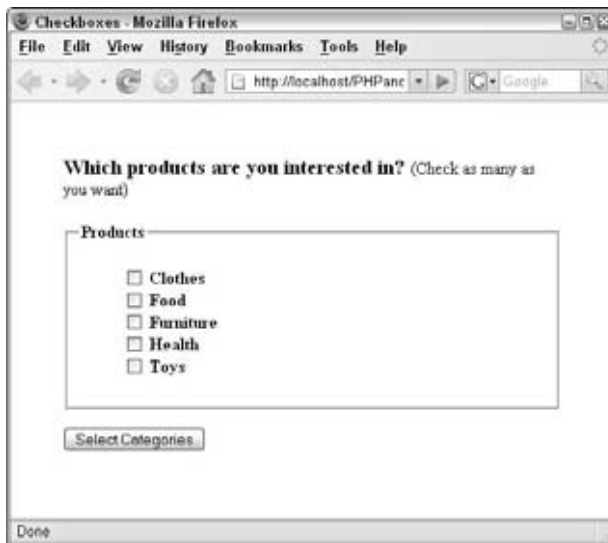 Checkboxes - Mozilla Firefox
File Edit View History Bookmarks Tools Help
http://localhost/PHPanc
Google
Which products are you interested in? (Check as many as
you want)
Products
Clothes
Food
Furniture
Health
Toys
Select Categories
Done